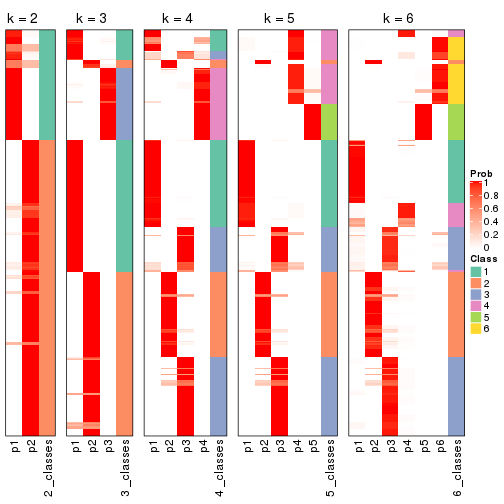 k = 2
k = 3
k = 4
k = 5
k = 6
Prob
1
0.8
0.6
0.4
0.2
0
Class
1
2
3
4
5
6
p1
p2
2_classes
p1
p2
p3
3_classes
p1
p2
p3
p4
4_classes
p1
p2
p3
p4
p5
5_classes
p1
p2
p3
p4
p5
p6
6_classes